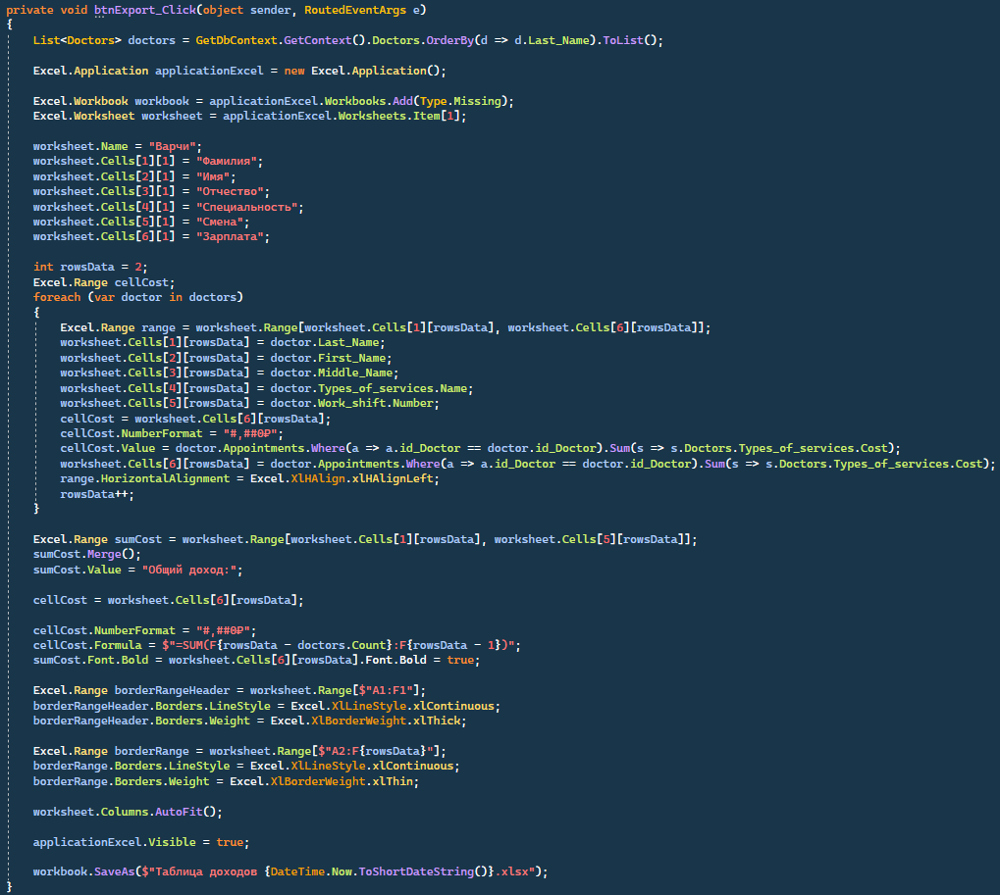 private void btnExport_Click(object sender, RoutedEventArgs e)
{
    List<Doctors> doctors = GetDbContext.GetContext().Doctors.OrderBy(d => d.Last_Name).ToList();

    Excel.Application applicationExcel = new Excel.Application();

    Excel.Workbook workbook = applicationExcel.Workbooks.Add(Type.Missing);
    Excel.Worksheet worksheet = applicationExcel.Worksheets.Item[1];

    worksheet.Name = "Варчи";
    worksheet.Cells[1][1] = "Фамилия";
    worksheet.Cells[2][1] = "Имя";
    worksheet.Cells[3][1] = "Отчество";
    worksheet.Cells[4][1] = "Специальность";
    worksheet.Cells[5][1] = "Смена";
    worksheet.Cells[6][1] = "Зарплата";

    int rowsData = 2;
    Excel.Range cellCost;
    foreach (var doctor in doctors)
    {
        Excel.Range range = worksheet.Range[worksheet.Cells[1][rowsData], worksheet.Cells[6][rowsData]];
        worksheet.Cells[1][rowsData] = doctor.Last_Name;
        worksheet.Cells[2][rowsData] = doctor.First_Name;
        worksheet.Cells[3][rowsData] = doctor.Middle_Name;
        worksheet.Cells[4][rowsData] = doctor.Types_of_services.Name;
        worksheet.Cells[5][rowsData] = doctor.Work_shift.Number;
        cellCost = worksheet.Cells[6][rowsData];
        cellCost.NumberFormat = "#,##0₽";
        cellCost.Value = doctor.Appointments.Where(a => a.id_Doctor == doctor.id_Doctor).Sum(s => s.Doctors.Types_of_services.Cost);
        worksheet.Cells[6][rowsData] = doctor.Appointments.Where(a => a.id_Doctor == doctor.id_Doctor).Sum(s => s.Doctors.Types_of_services.Cost);
        range.HorizontalAlignment = Excel.XlHAlign.xlHAlignLeft;
        rowsData++;
    }

    Excel.Range sumCost = worksheet.Range[worksheet.Cells[1][rowsData], worksheet.Cells[5][rowsData]];
    sumCost.Merge();
    sumCost.Value = "Общий доход:";

    cellCost = worksheet.Cells[6][rowsData];

    cellCost.NumberFormat = "#,##0₽";
    cellCost.Formula = $"=SUM(F{rowsData - doctors.Count}:F{rowsData - 1})";
    sumCost.Font.Bold = worksheet.Cells[6][rowsData].Font.Bold = true;

    Excel.Range borderRangeHeader = worksheet.Range[$"A1:F1"];
    borderRangeHeader.Borders.LineStyle = Excel.XlLineStyle.xlContinuous;
    borderRangeHeader.Borders.Weight = Excel.XlBorderWeight.xlThick;

    Excel.Range borderRange = worksheet.Range[$"A2:F{rowsData}"];
    borderRange.Borders.LineStyle = Excel.XlLineStyle.xlContinuous;
    borderRange.Borders.Weight = Excel.XlBorderWeight.xlThin;

    worksheet.Columns.AutoFit();

    applicationExcel.Visible = true;

    workbook.SaveAs($"Таблица доходов {DateTime.Now.ToShortDateString()}.xlsx");
}